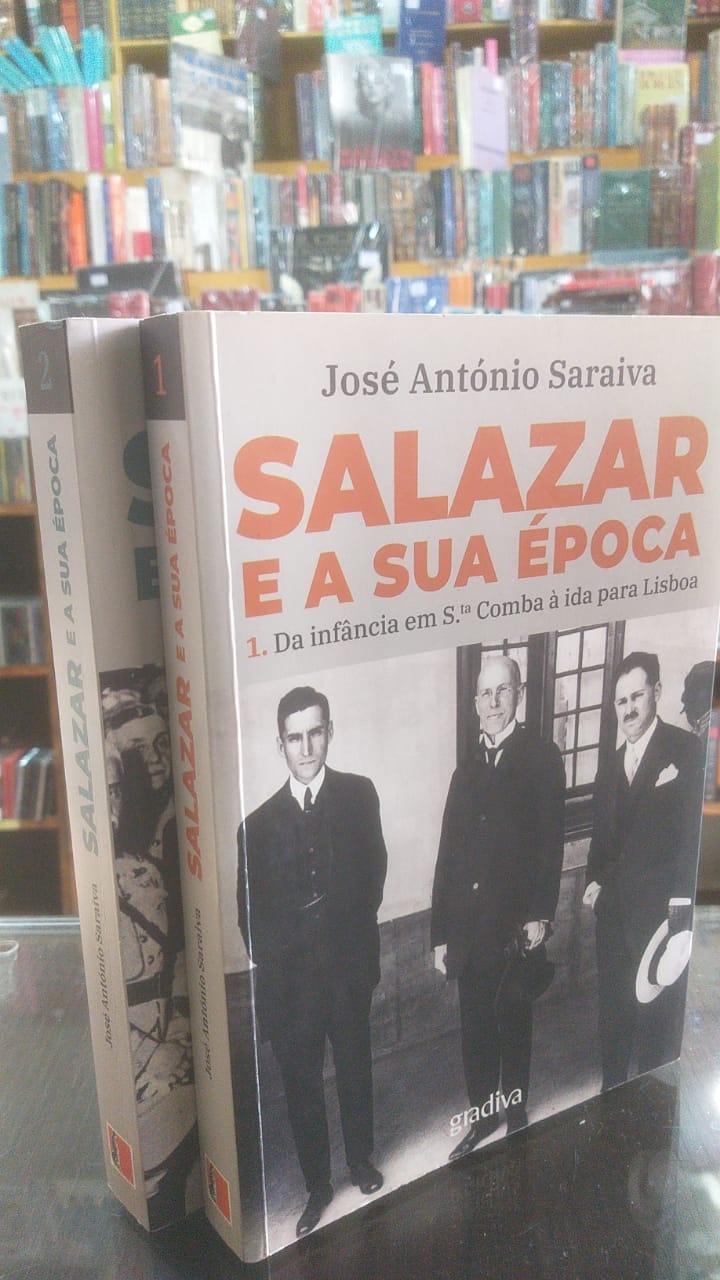 José António Saraiva
SALAZAR
E A SUA ÉPOCA
1. Da infância em S.ta Comba à ida para Lisboa
gradiva
1
SALAZAR E A SUA ÉPOCA
José António Saraiva
2
SALAZAR E A SUA ÉPOCA
José António Saraiva